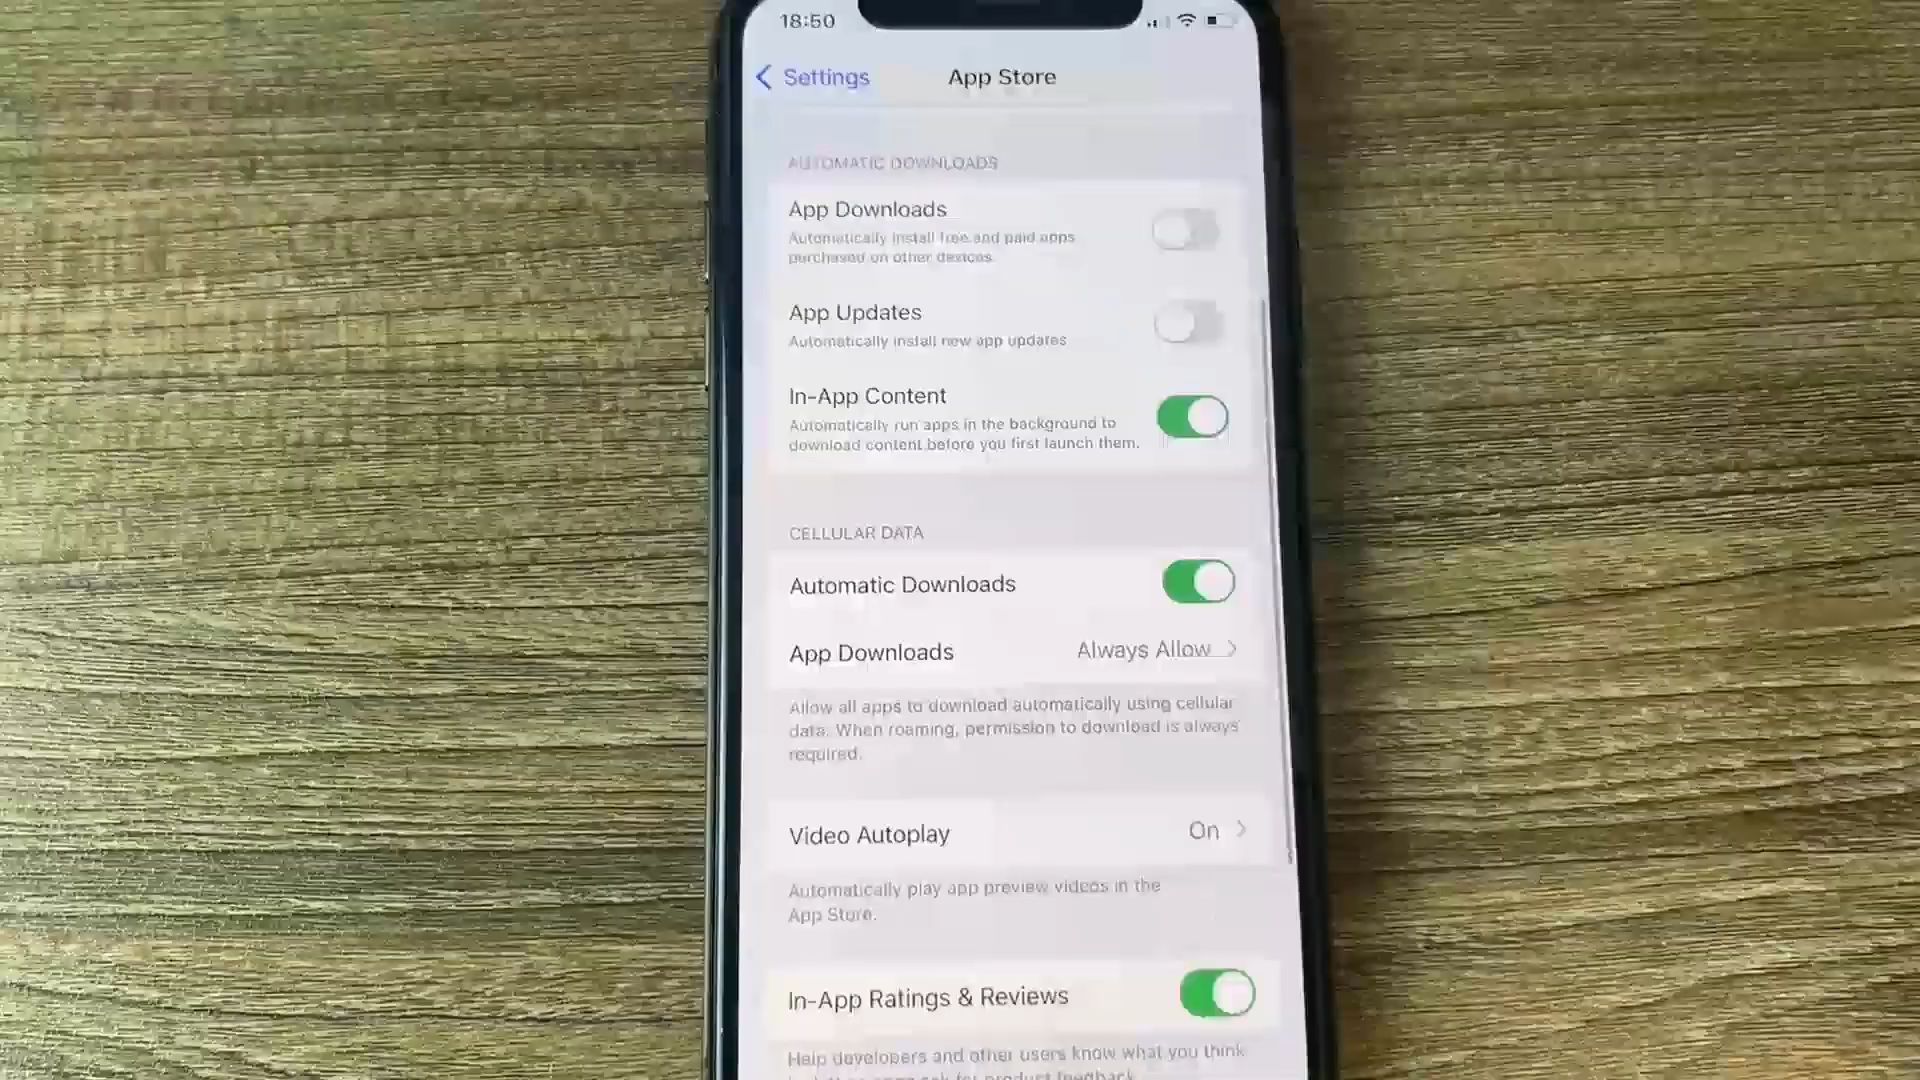 18:50
Settings
App Store
AUTOMATIC DOWNLOADS
App Downloads
Automatically install free and paid apps
purchased on other devices.
App Updates
Automatically install new app updates
In-App Content
Automatically run apps in the background to
download content before you first launch them.
CELLULAR DATA
Automatic Downloads
App Downloads
Always Allow
Allow all apps to download automatically using cellular
data. When roaming, permission to download is always
required.
Video Autoplay
On
Automatically play app preview videos in the
App Store.
In-App Ratings & Reviews
Help developers and other users know what you think
ask for product feedback.